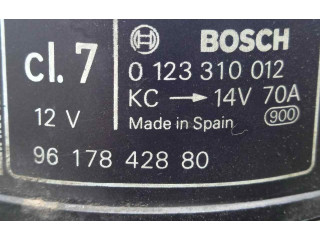 BOSCH
cl. 7
0 123 310 012
KC → 14V 70A
12 V
Made in Spain 900
96 178 428 80